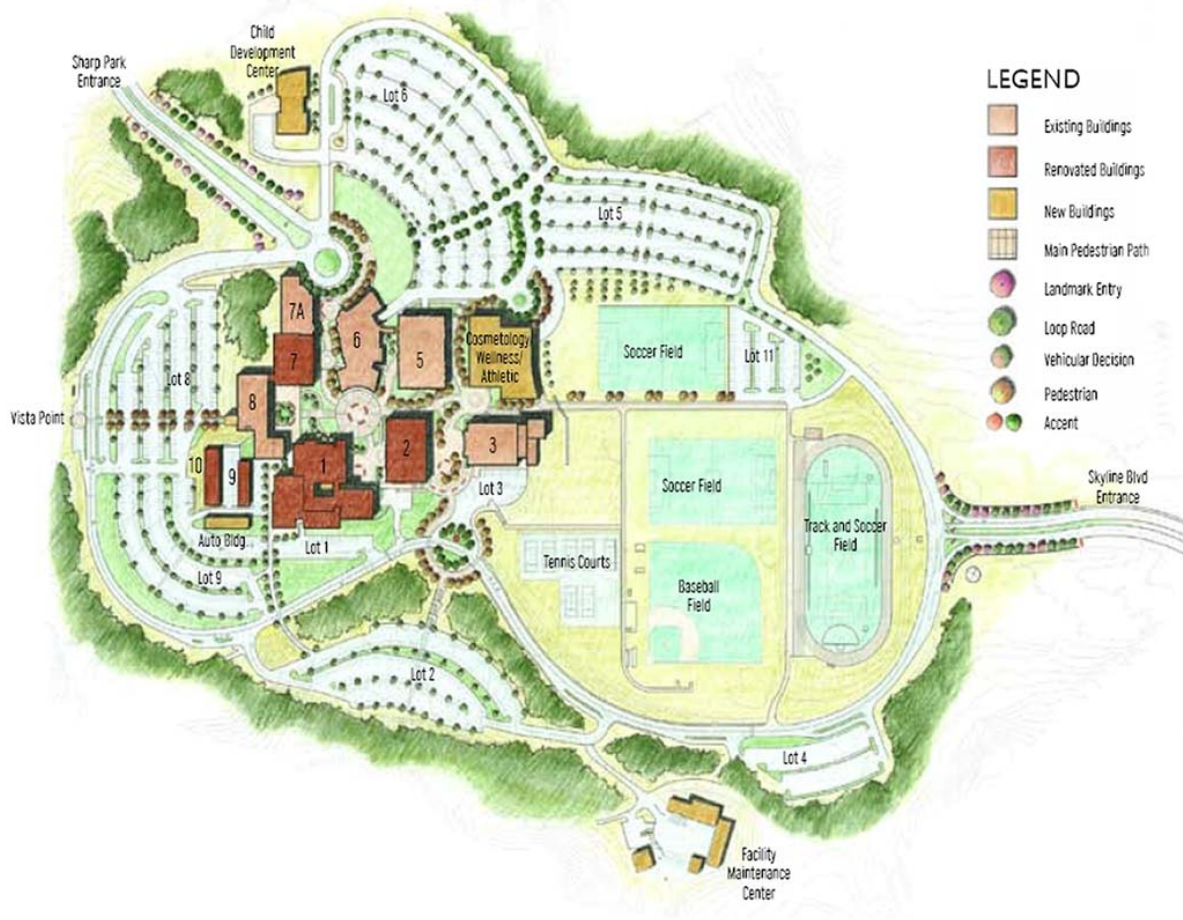 Child
Development
Center
Sharp Park
Entrance
Lot 6
Lot 5
7A
7
6
5
Cosmetology
Wellness/
Athletic
Soccer Field
Lot 11
Lot 8
8
Vista Point
2
3
10
9
1
Lot 3
Soccer Field
Skyline Blvd
Entrance
Auto Bldg.
Lot 1
Tennis Courts
Track and Soccer
Field
Lot 9
Baseball
Field
Lot 2
Lot 4
Facility
Maintenance
Center
LEGEND
Existing Buildings
Renovated Buildings
New Buildings
Main Pedestrian Path
Landmark Entry
Loop Road
Vehicular Decision
Pedestrian
Accent